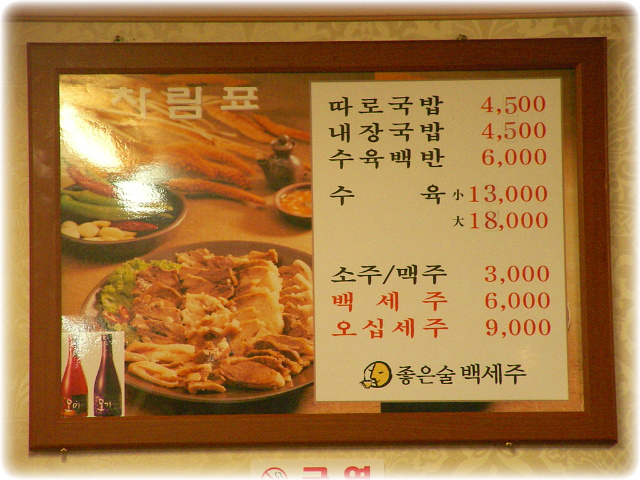 차림표
따로국밥 4,500
내장국밥 4,500
수육백반 6,000
수육 小 13,000
大 18,000
소주/맥주 3,000
백세주 6,000
오십세주 9,000
좋은술 백세주
금연